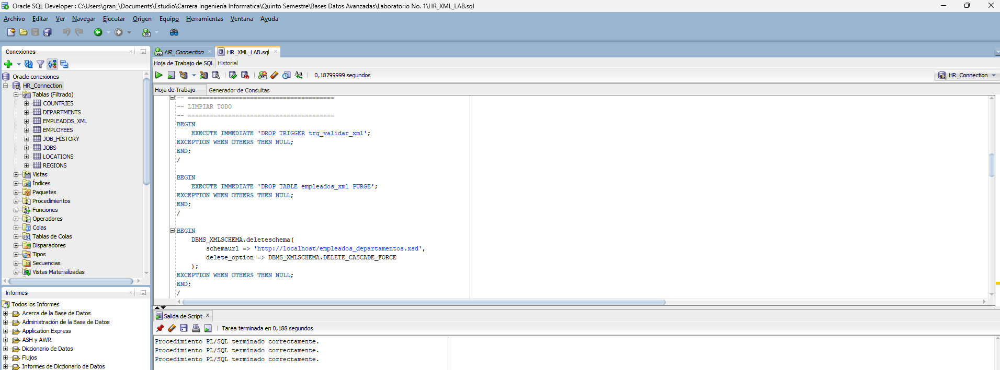 Oracle SQL Developer : C:\Users\gran_\Documents\Estudio\Carrera Ingeniería Informatica\Quinto Semestre\Bases Datos Avanzadas\Laboratorio No. 1\HR_XML_LAB.sql
Archivo Editar Ver Navegar Ejecutar Origen Equipo Herramientas Ventana Ayuda
Conexiones
Oracle conexiones
HR_Connection
Tablas (Filtrado)
COUNTRIES
DEPARTMENTS
EMPLEADOS_XML
EMPLOYEES
JOB_HISTORY
JOBS
LOCATIONS
REGIONS
Vistas
Índices
Paquetes
Procedimientos
Funciones
Operadores
Colas
Tablas de Colas
Disparadores
Tipos
Secuencias
Vistas Materializadas
Informes
Todos los Informes
Acerca de la Base de Datos
Administración de la Base de Datos
Application Express
ASH y AWR
Diccionario de Datos
Flujos
Informes de Diccionario de Datos
HR_Connection HR_XML_LAB.sql
Hoja de Trabajo de SQL Historial
0,18799999 segundos
HR_Connection
Hoja de Trabajo Generador de Consultas
-- ========================================
-- LIMPIAR TODO
-- ========================================
BEGIN
    EXECUTE IMMEDIATE 'DROP TRIGGER trg_validar_xml';
EXCEPTION WHEN OTHERS THEN NULL;
END;
/
BEGIN
    EXECUTE IMMEDIATE 'DROP TABLE empleados_xml PURGE';
EXCEPTION WHEN OTHERS THEN NULL;
END;
/
BEGIN
    DBMS_XMLSCHEMA.deleteschema(
        schemaurl => 'http://localhost/empleados_departamentos.xsd',
        delete_option => DBMS_XMLSCHEMA.DELETE_CASCADE_FORCE
    );
EXCEPTION WHEN OTHERS THEN NULL;
END;
/
Salida de Script
Tarea terminada en 0,188 segundos
Procedimiento PL/SQL terminado correctamente.
Procedimiento PL/SQL terminado correctamente.
Procedimiento PL/SQL terminado correctamente.